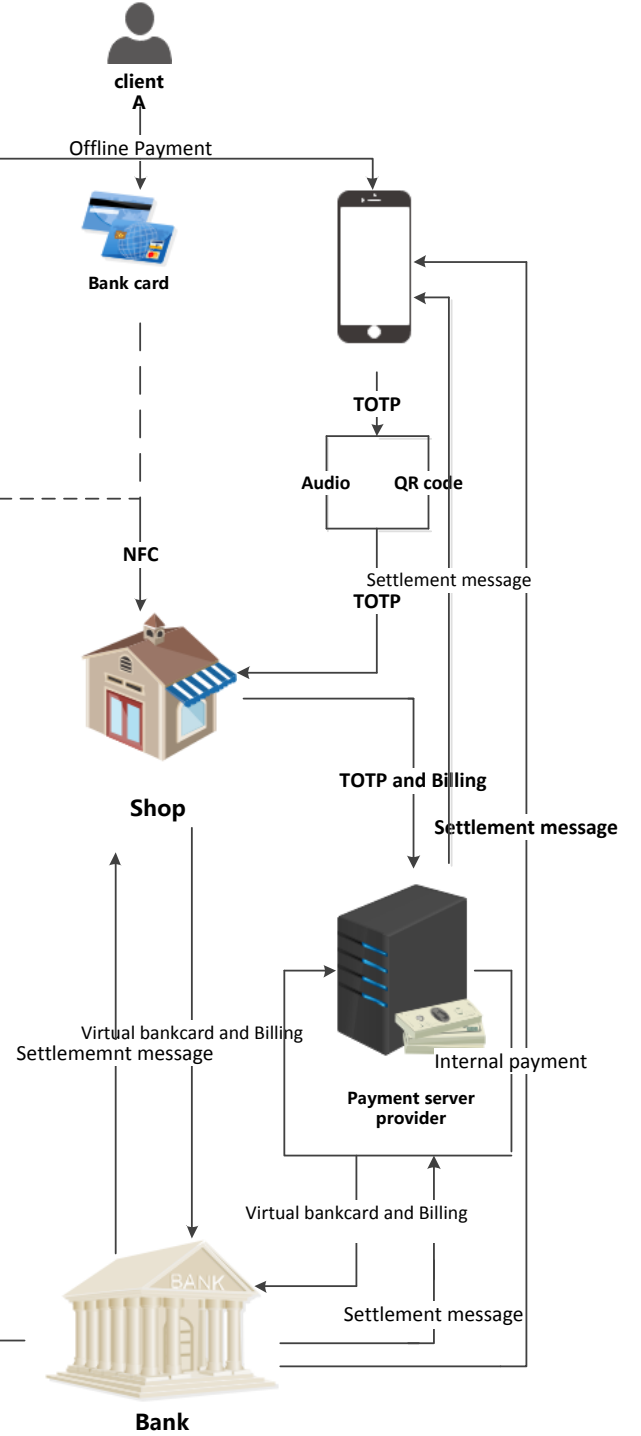 client
A
Offline Payment
Bank card
TOTP
Audio
QR code
NFC
Settlement message
TOTP
TOTP and Billing
Shop
Settlement message
Virtual bankcard and Billing
Settlememnt message
Internal payment
Payment server
provider
Virtual bankcard and Billing
BANK
Settlement message
Bank